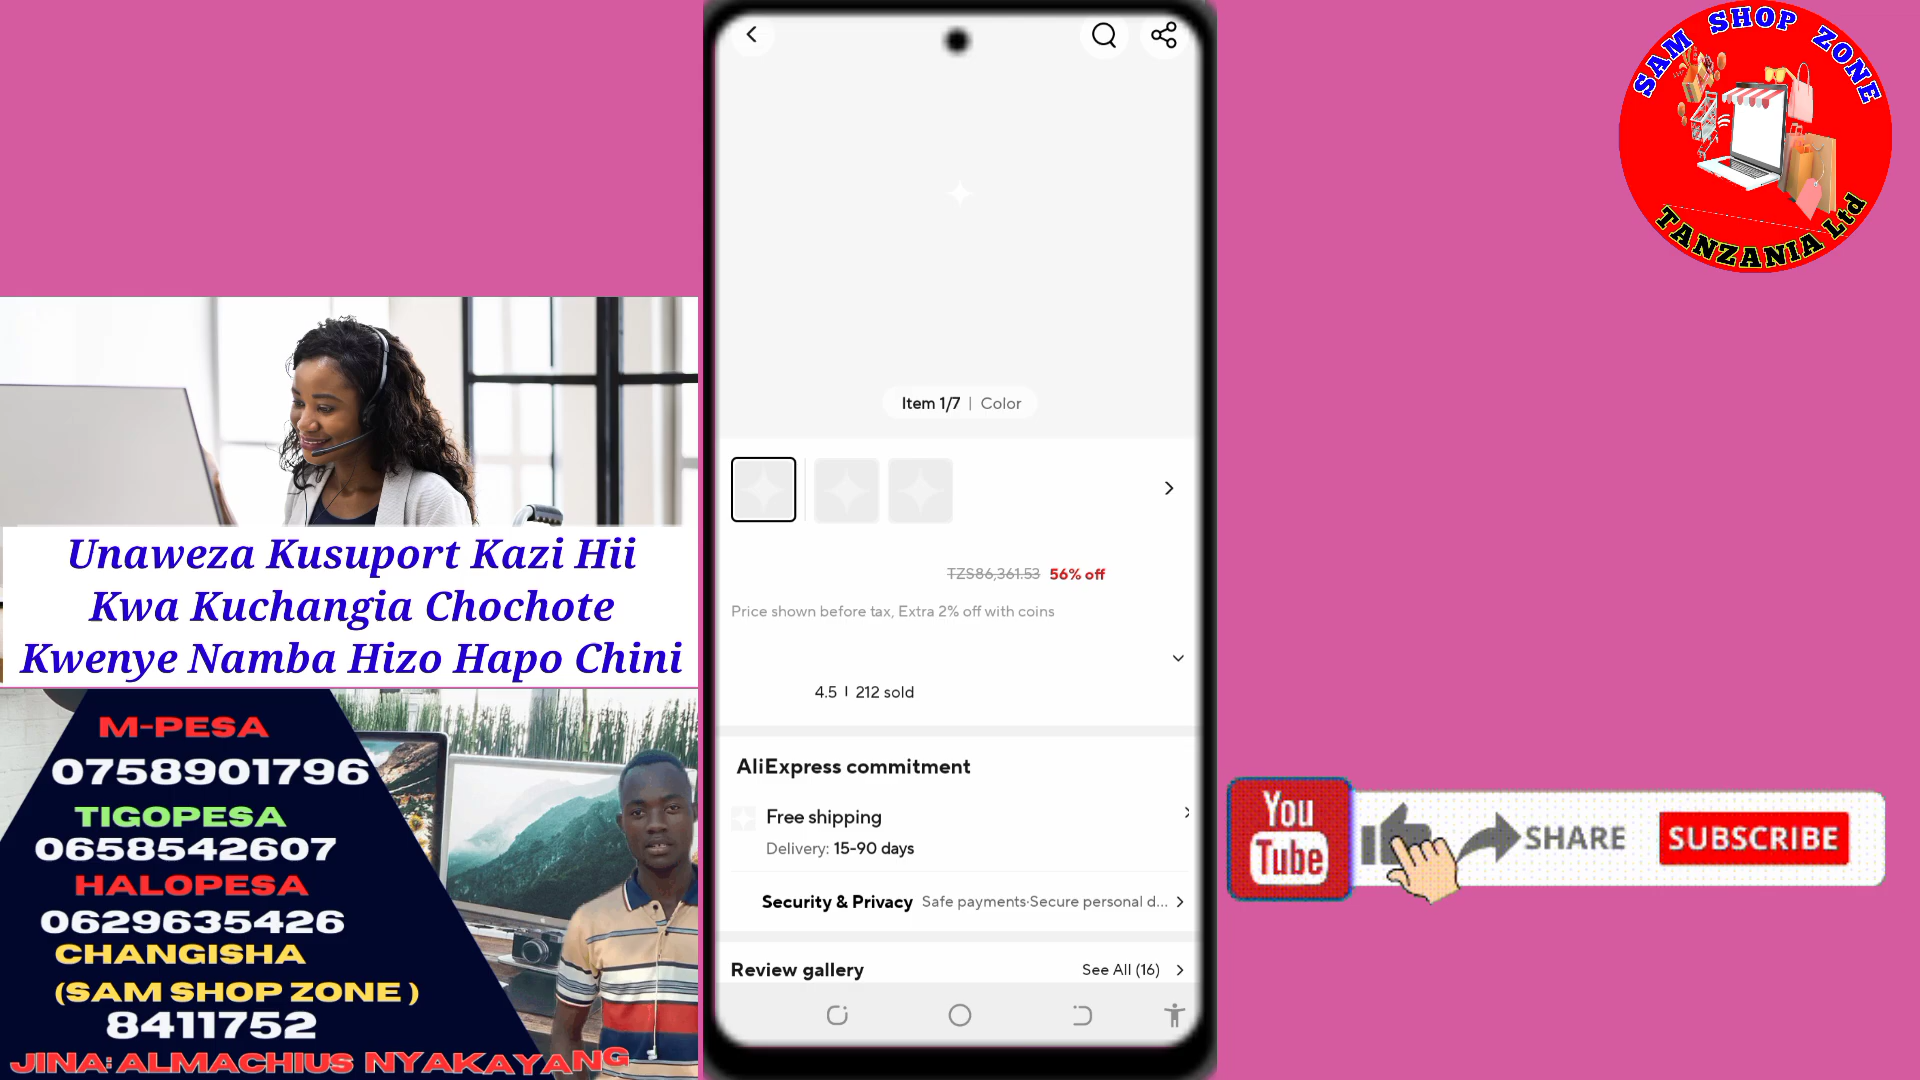 SAM SHOP ZONE
TANZANIA Ltd
Item 1/7 | Color
TZS86,361.53 56% off
Price shown before tax, Extra 2% off with coins
4.5 | 212 sold
AliExpress commitment
Free shipping
Delivery: 15-90 days
Security & Privacy Safe payments·Secure personal d...
Review gallery See All (16)
Unaweza Kusuport Kazi Hii
Kwa Kuchangia Chochote
Kwenye Namba Hizo Hapo Chini
M-PESA
0758901796
TIGOPESA
0658542607
HALOPESA
0629635426
CHANGISHA
(SAM SHOP ZONE )
8411752
JINA: ALMACHIUS NYAKAYANG
You
Tube
SHARE
SUBSCRIBE